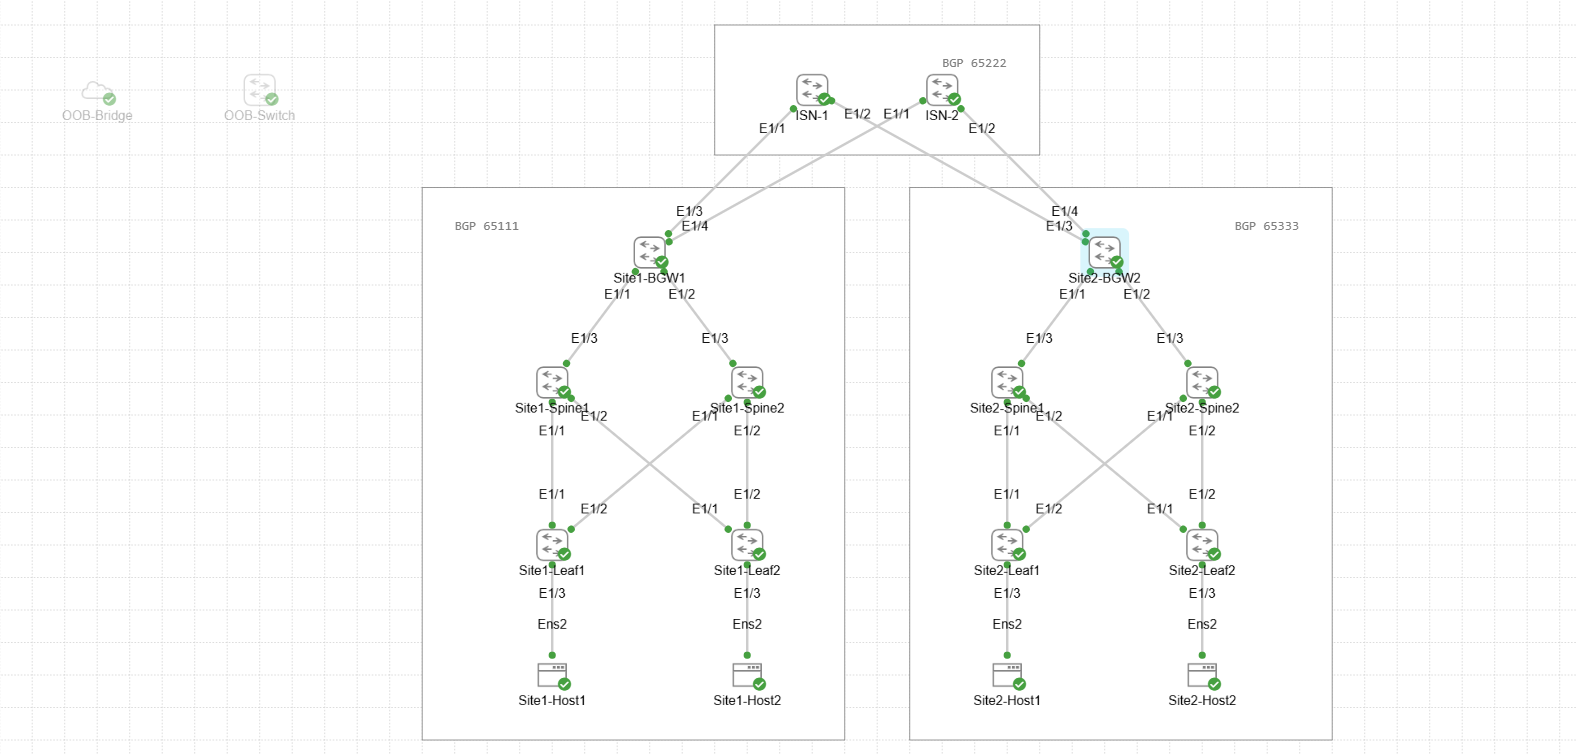 BGP 65222
OOB-Bridge
OOB-Switch
ISN-1
E1/2
E1/1
ISN-2
E1/1
E1/2
E1/3
E1/4
E1/4
E1/3
BGP 65111
BGP 65333
Site1-BGW1
Site2-BGW2
E1/1
E1/2
E1/1
E1/2
E1/3
E1/3
E1/3
E1/3
Site1-Spine1
Site1-Spine2
Site2-Spine1
Site2-Spine2
E1/2
E1/1
E1/2
E1/1
E1/1
E1/2
E1/1
E1/2
E1/1
E1/2
E1/1
E1/2
E1/2
E1/1
E1/2
E1/1
Site1-Leaf1
Site1-Leaf2
Site2-Leaf1
Site2-Leaf2
E1/3
E1/3
E1/3
E1/3
Ens2
Ens2
Ens2
Ens2
Site1-Host1
Site1-Host2
Site2-Host1
Site2-Host2